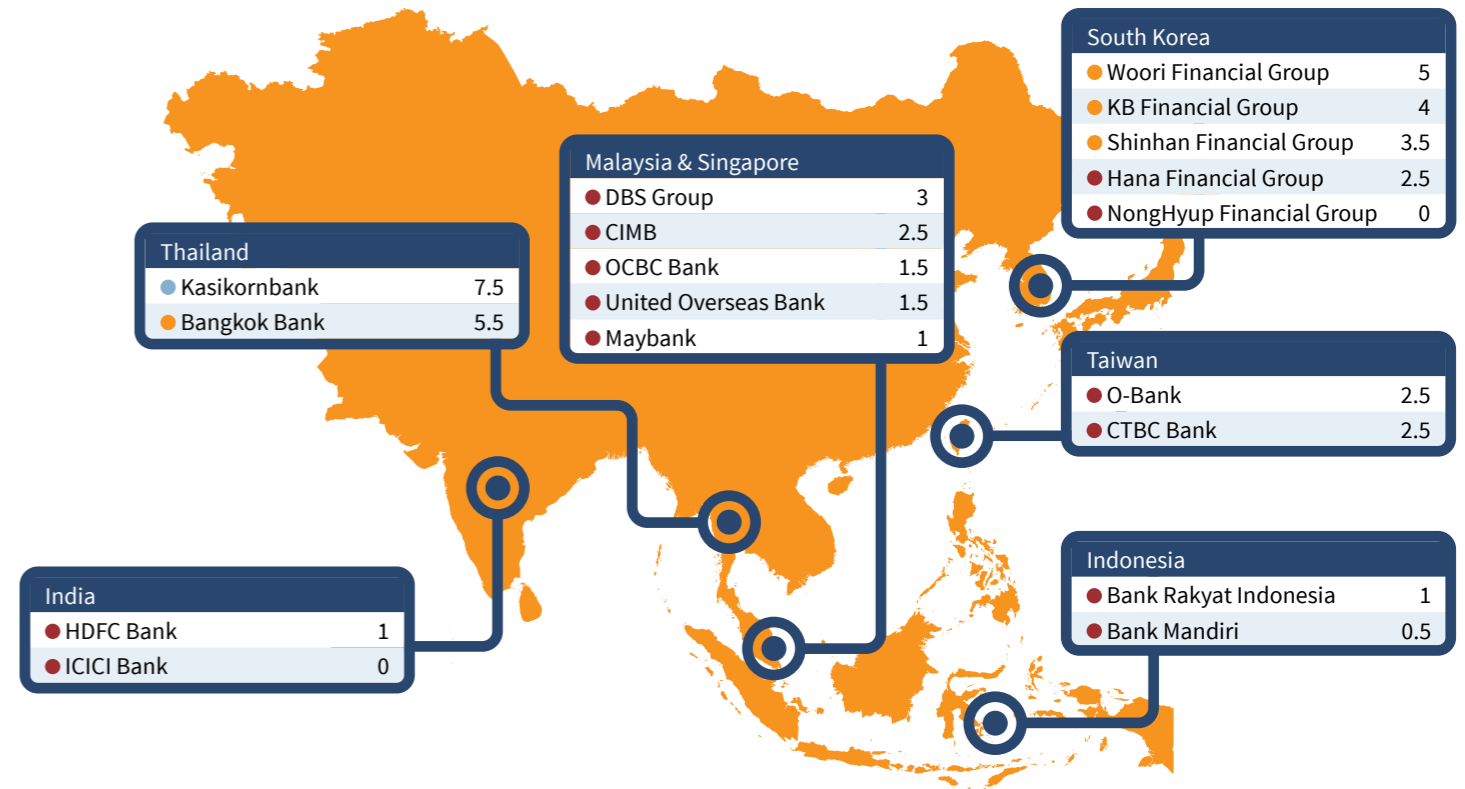 South Korea
Woori Financial Group 5
KB Financial Group 4
Shinhan Financial Group 3.5
Hana Financial Group 2.5
NongHyup Financial Group 0
Malaysia & Singapore
DBS Group 3
CIMB 2.5
OCBC Bank 1.5
United Overseas Bank 1.5
Maybank 1
Thailand
Kasikornbank 7.5
Bangkok Bank 5.5
Taiwan
O-Bank 2.5
CTBC Bank 2.5
Indonesia
Bank Rakyat Indonesia 1
Bank Mandiri 0.5
India
HDFC Bank 1
ICICI Bank 0